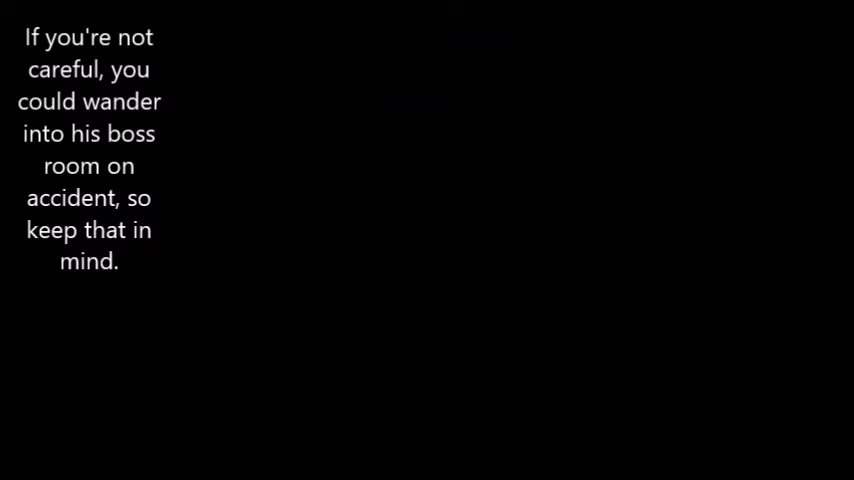 If you're not
careful, you
could wander
into his boss
room on
accident, so
keep that in
mind.